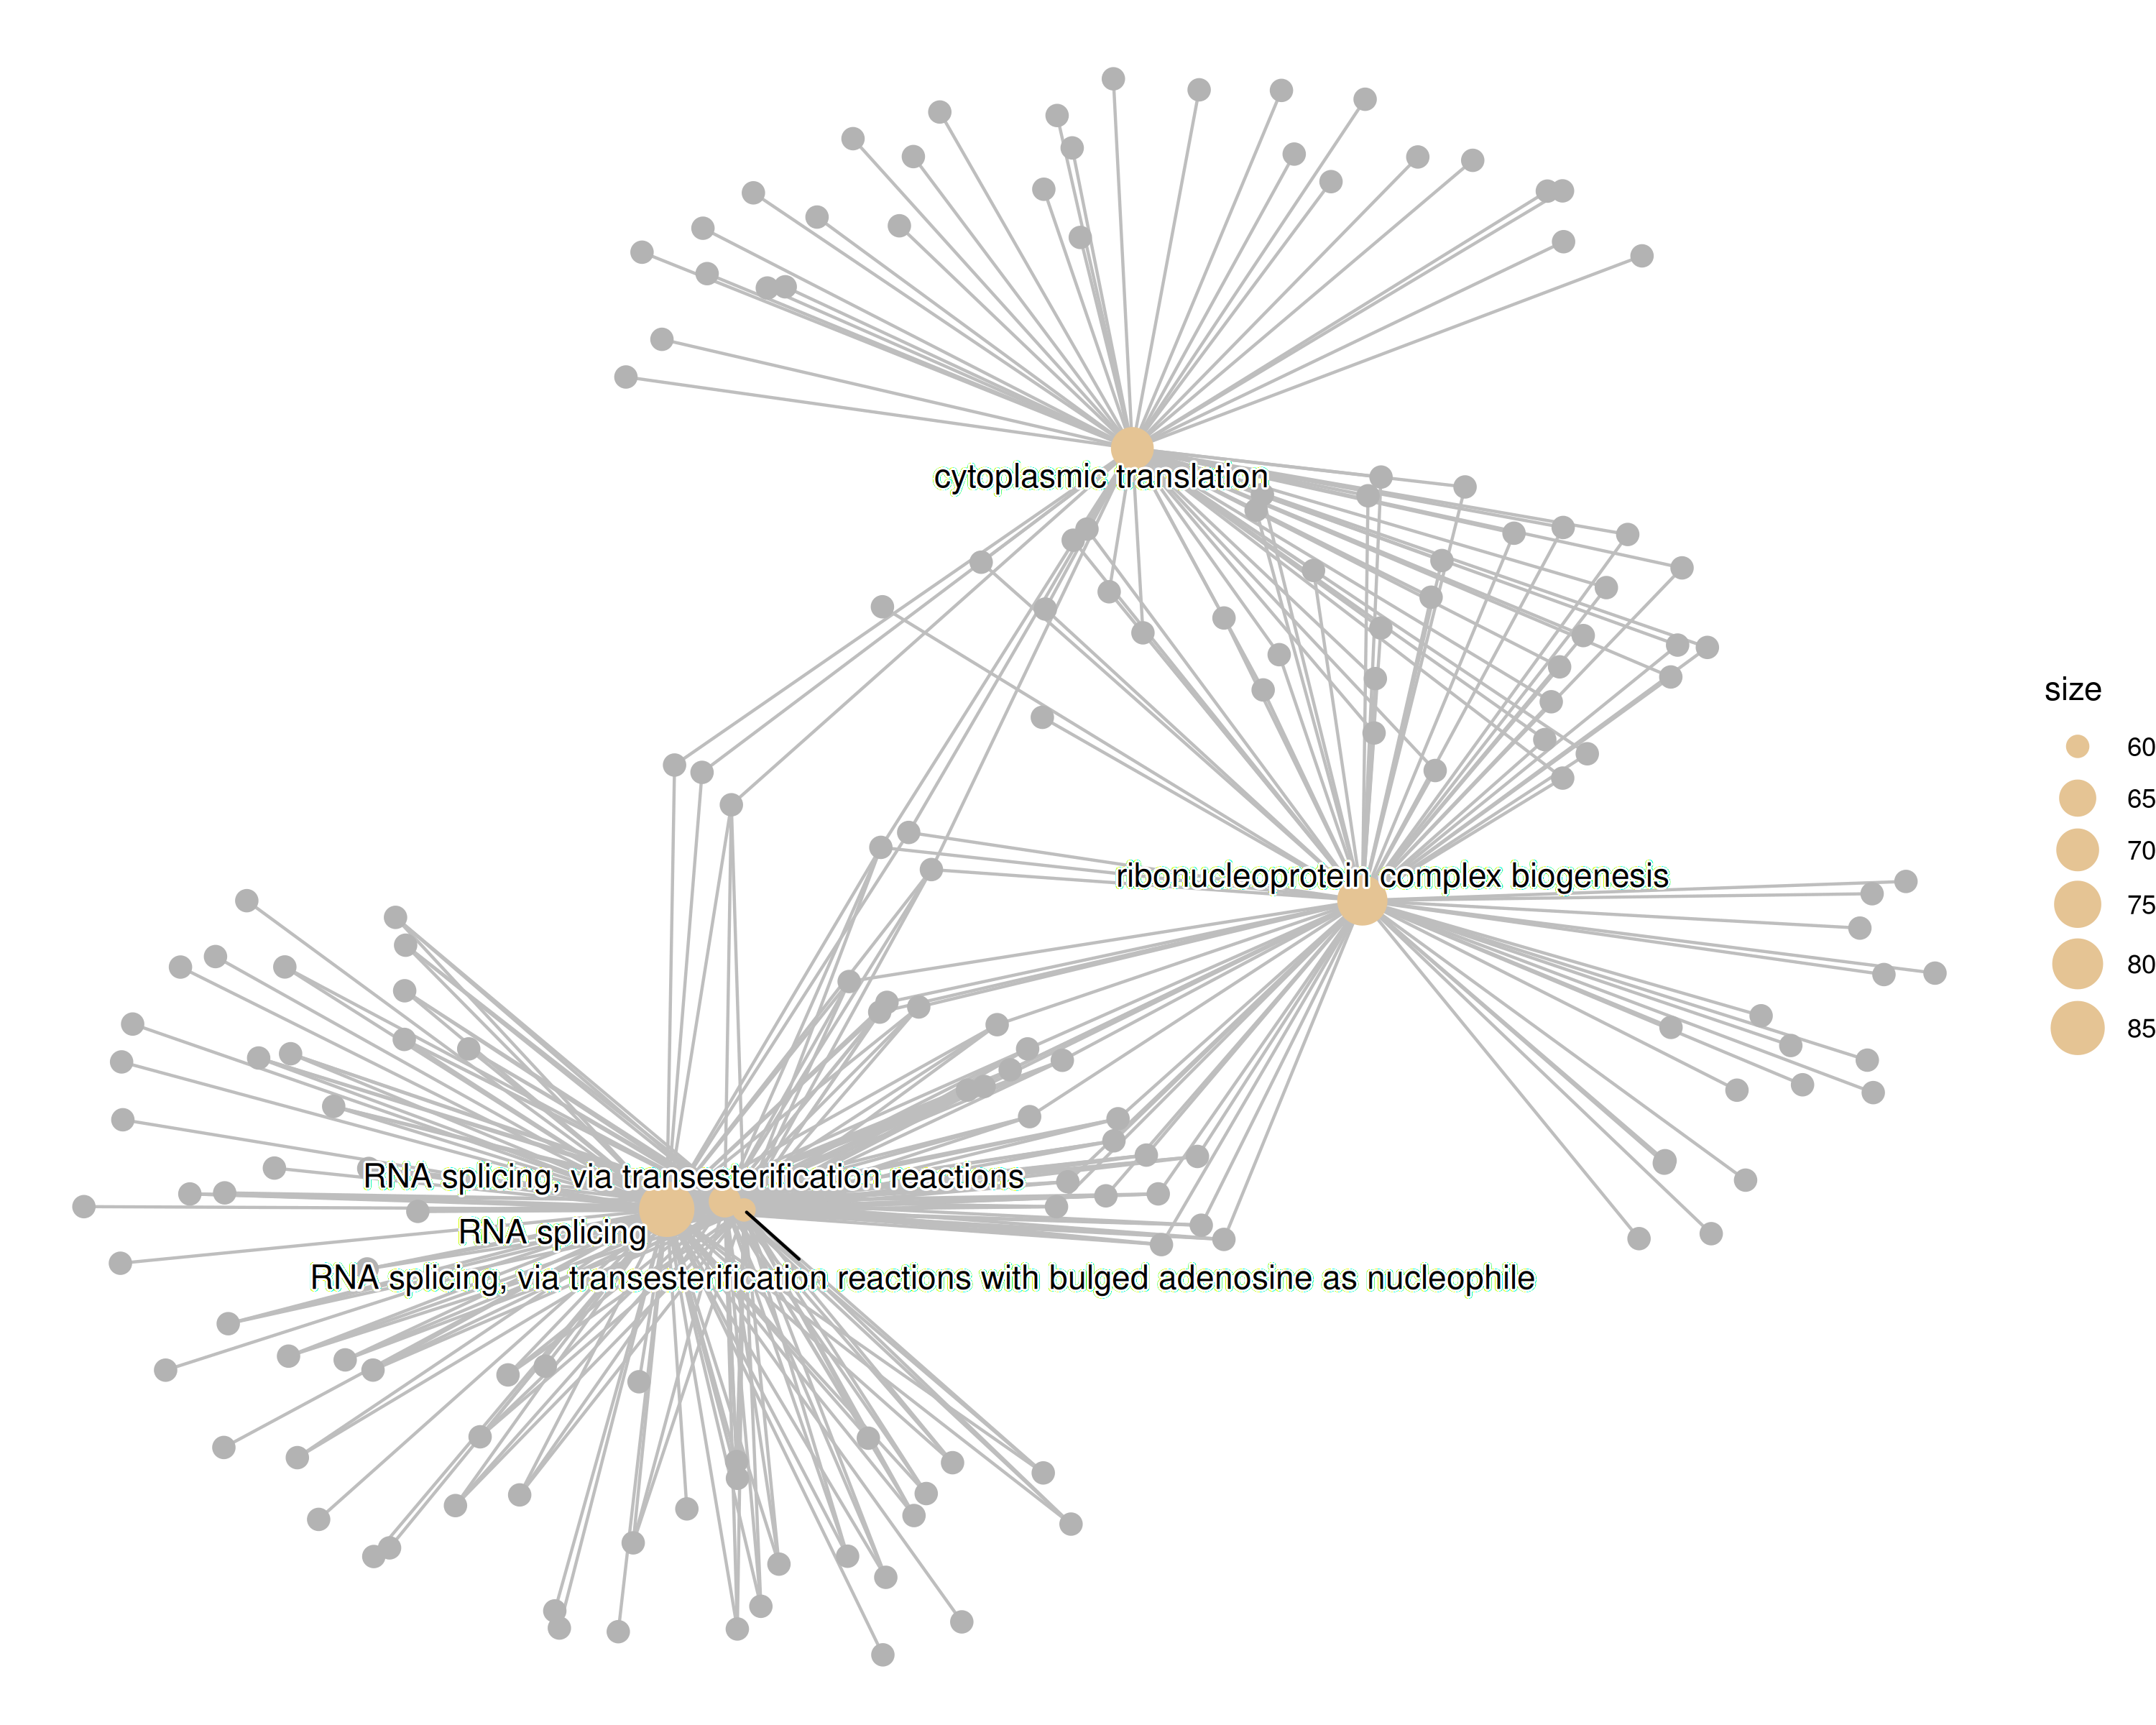 cytoplasmic translation
size
60
65
70
75
80
85
ribonucleoprotein complex biogenesis
RNA splicing, via transesterification reactions
RNA splicing
RNA splicing, via transesterification reactions with bulged adenosine as nucleophile